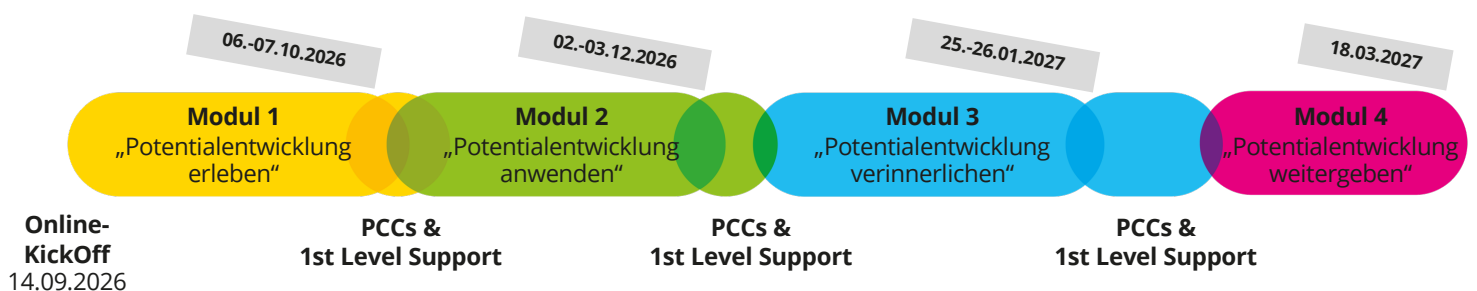 06.-07.10.2026
02.-03.12.2026
25.-26.01.2027
18.03.2027
Modul 1
„Potentialentwicklung
erleben“
Modul 2
„Potentialentwicklung
anwenden“
Modul 3
„Potentialentwicklung
verinnerlichen“
Modul 4
„Potentialentwicklung
weitergeben“
Online-
KickOff
14.09.2026
PCCs &
1st Level Support
PCCs &
1st Level Support
PCCs &
1st Level Support